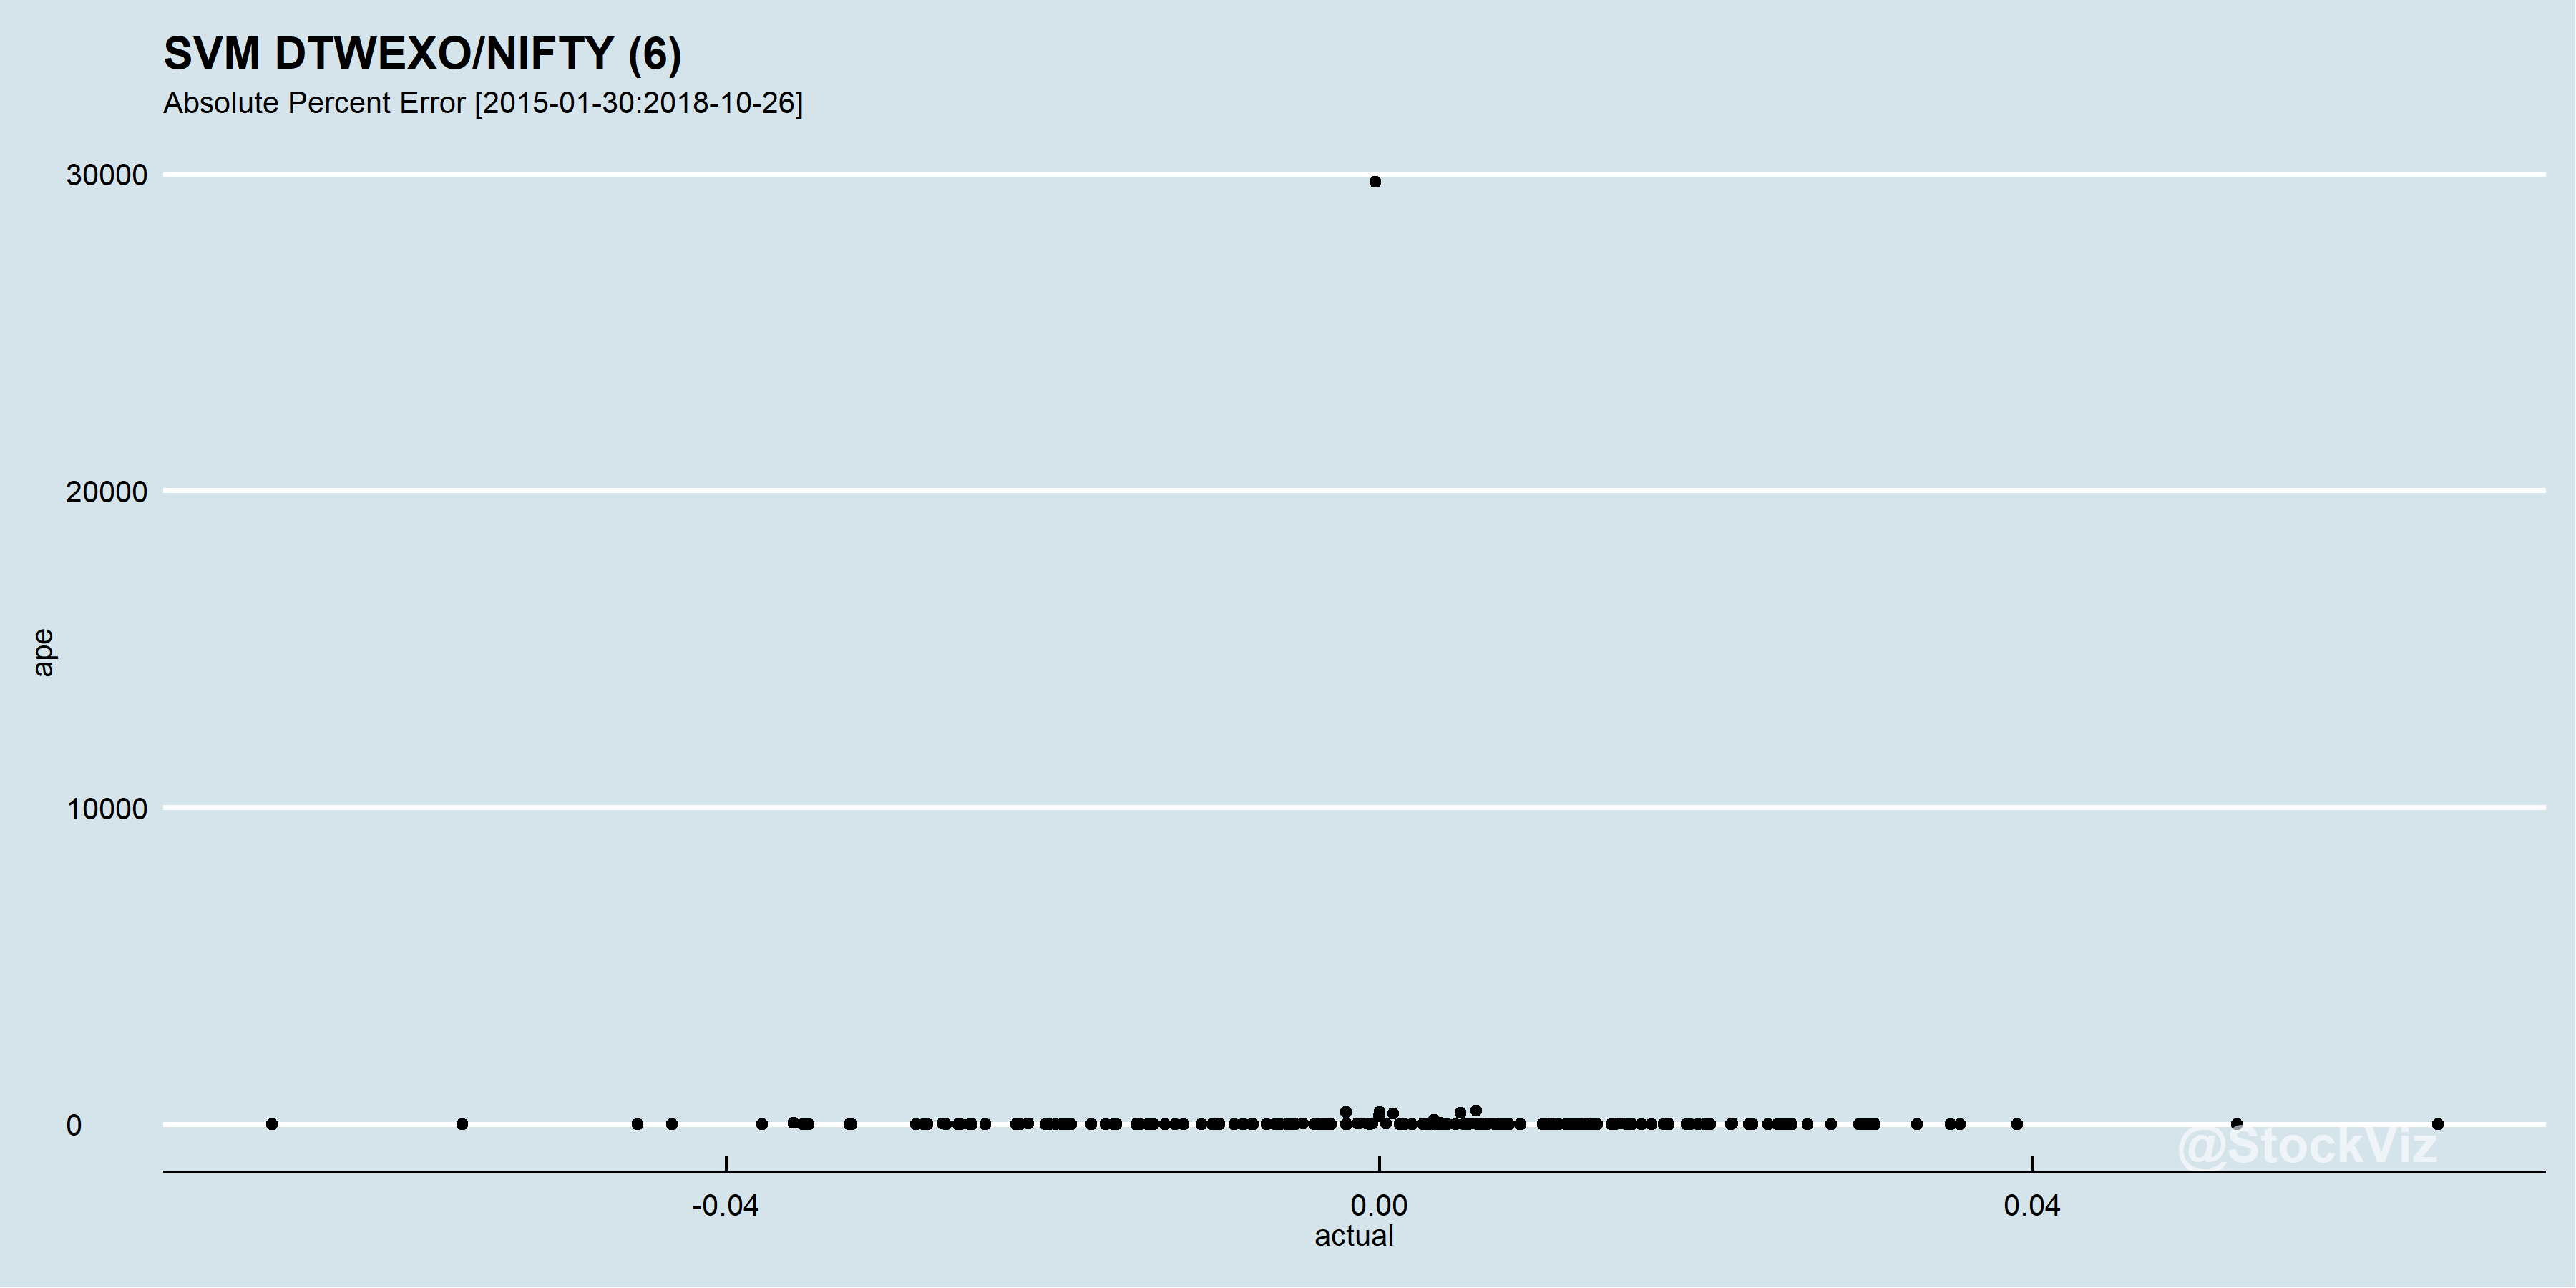 SVM DTWEXO/NIFTY (6)
Absolute Percent Error [2015-01-30:2018-10-26]
30000
20000
ape
10000
0
@StockViz
-0.04 0.00 0.04
actual